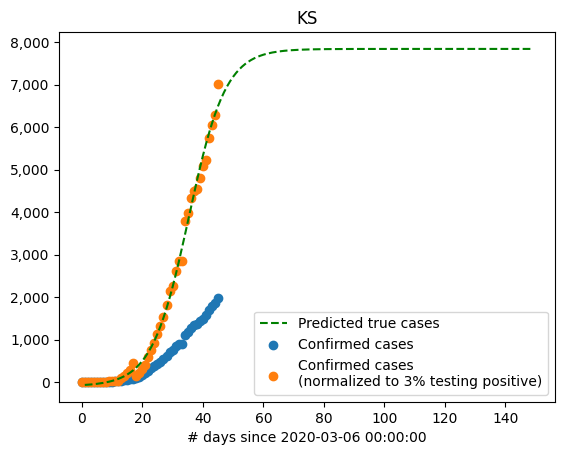 KS
8,000
7,000
6,000
5,000
4,000
3,000
2,000
1,000
0
0 20 40 60 80 100 120 140
# days since 2020-03-06 00:00:00
Predicted true cases
Confirmed cases
Confirmed cases
(normalized to 3% testing positive)